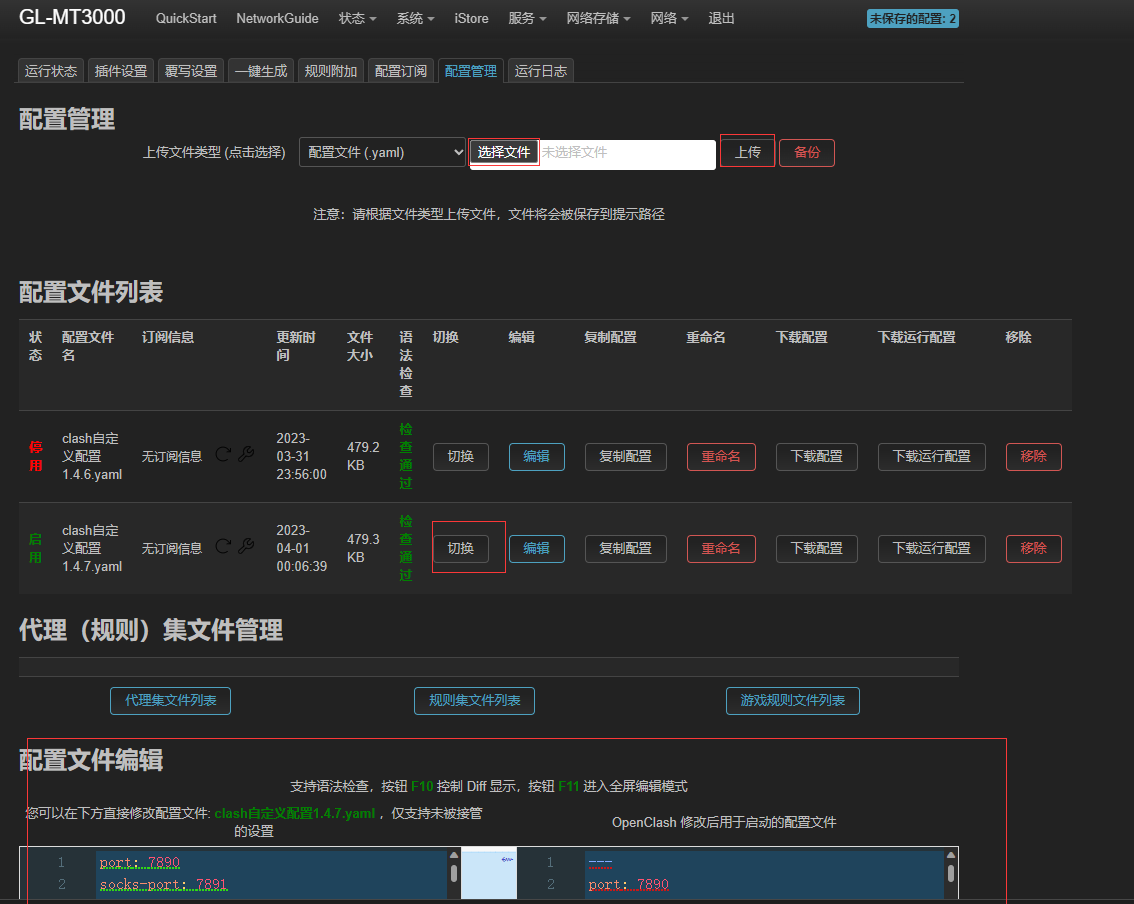 GL-MT3000 QuickStart NetworkGuide 状态 系统 iStore 服务 网络存储 网络 退出 未保存的配置: 2
运行状态 插件设置 覆写设置 一键生成 规则附加 配置订阅 配置管理 运行日志
配置管理
上传文件类型 (点击选择) 配置文件 (.yaml) 选择文件 未选择文件 上传 备份
注意：请根据文件类型上传文件，文件将会被保存到提示路径
配置文件列表
状态 配置文件名 订阅信息 更新时间 文件大小 语法检查 切换 编辑 复制配置 重命名 下载配置 下载运行配置 移除
停用 clash自定义配置1.4.6.yaml 无订阅信息 2023-03-31 23:56:00 479.2 KB 检查通过 切换 编辑 复制配置 重命名 下载配置 下载运行配置 移除
启用 clash自定义配置1.4.7.yaml 无订阅信息 2023-04-01 00:06:39 479.3 KB 检查通过 切换 编辑 复制配置 重命名 下载配置 下载运行配置 移除
代理（规则）集文件管理
代理集文件列表 规则集文件列表 游戏规则文件列表
配置文件编辑
支持语法检查，按钮 F10 控制 Diff 显示，按钮 F11 进入全屏编辑模式
您可以在下方直接修改配置文件: clash自定义配置1.4.7.yaml ，仅支持未被接管
的设置
OpenClash 修改后用于启动的配置文件
1 port: 7890
2 socks-port: 7891
1 ---
2 port: 7890